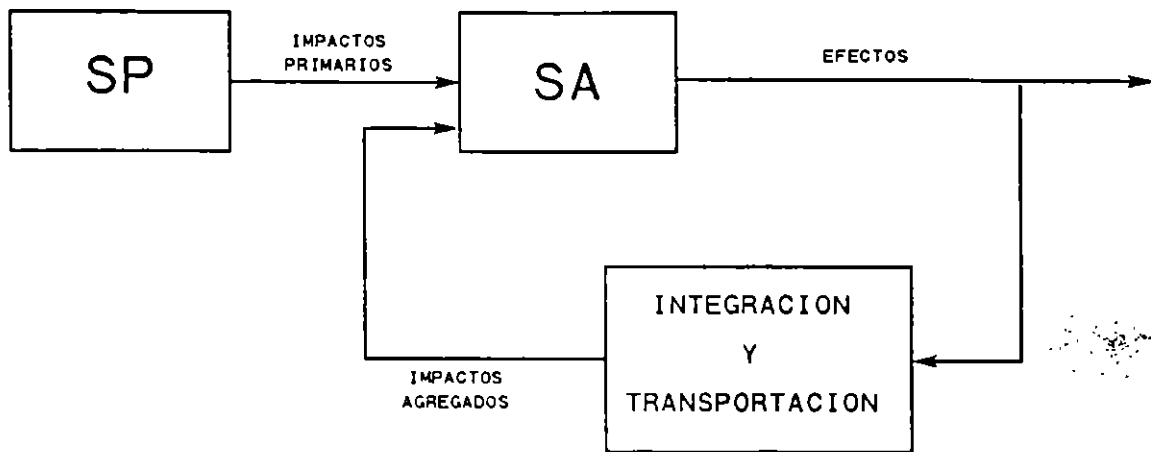 SP
IMPACTOS
PRIMARIOS
SA
EFECTOS
INTEGRACION
Y
TRANSPORTACION
IMPACTOS
AGREGADOS